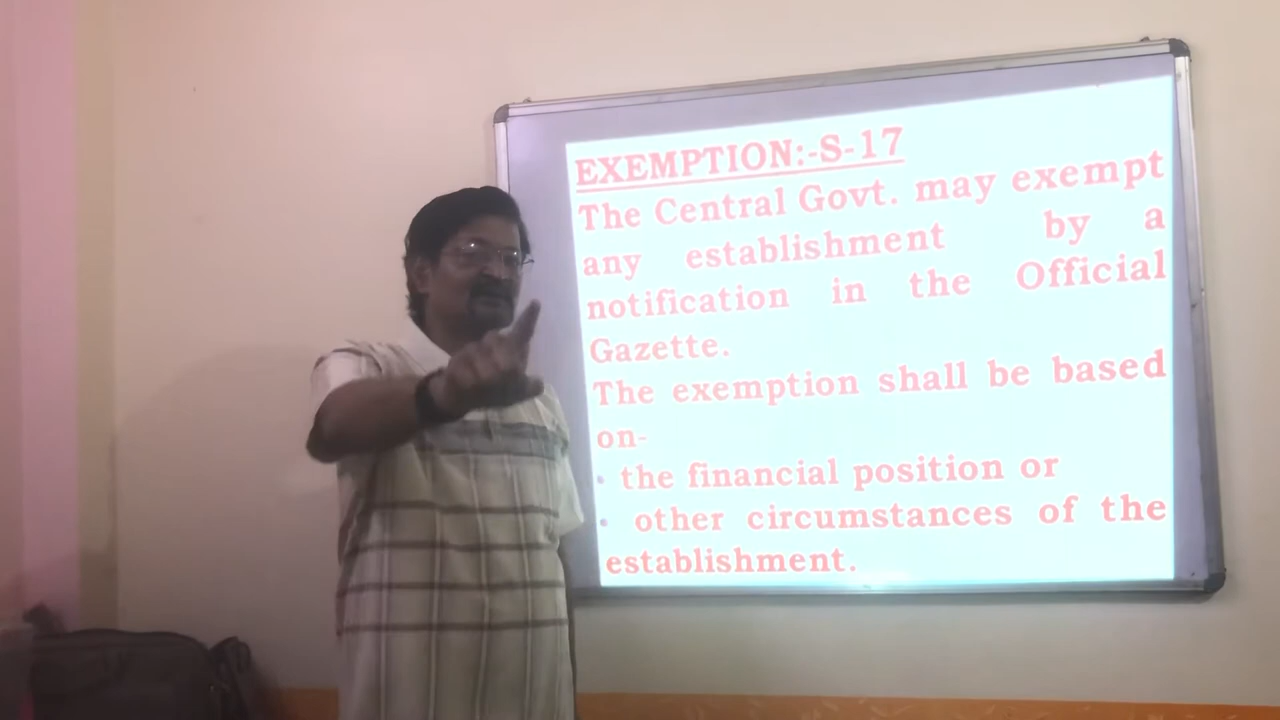 EXEMPTION:-S-17
The Central Govt. may exempt
any establishment by a
notification in the Official
Gazette.
The exemption shall be based
on-
• the financial position or
• other circumstances of the
establishment.